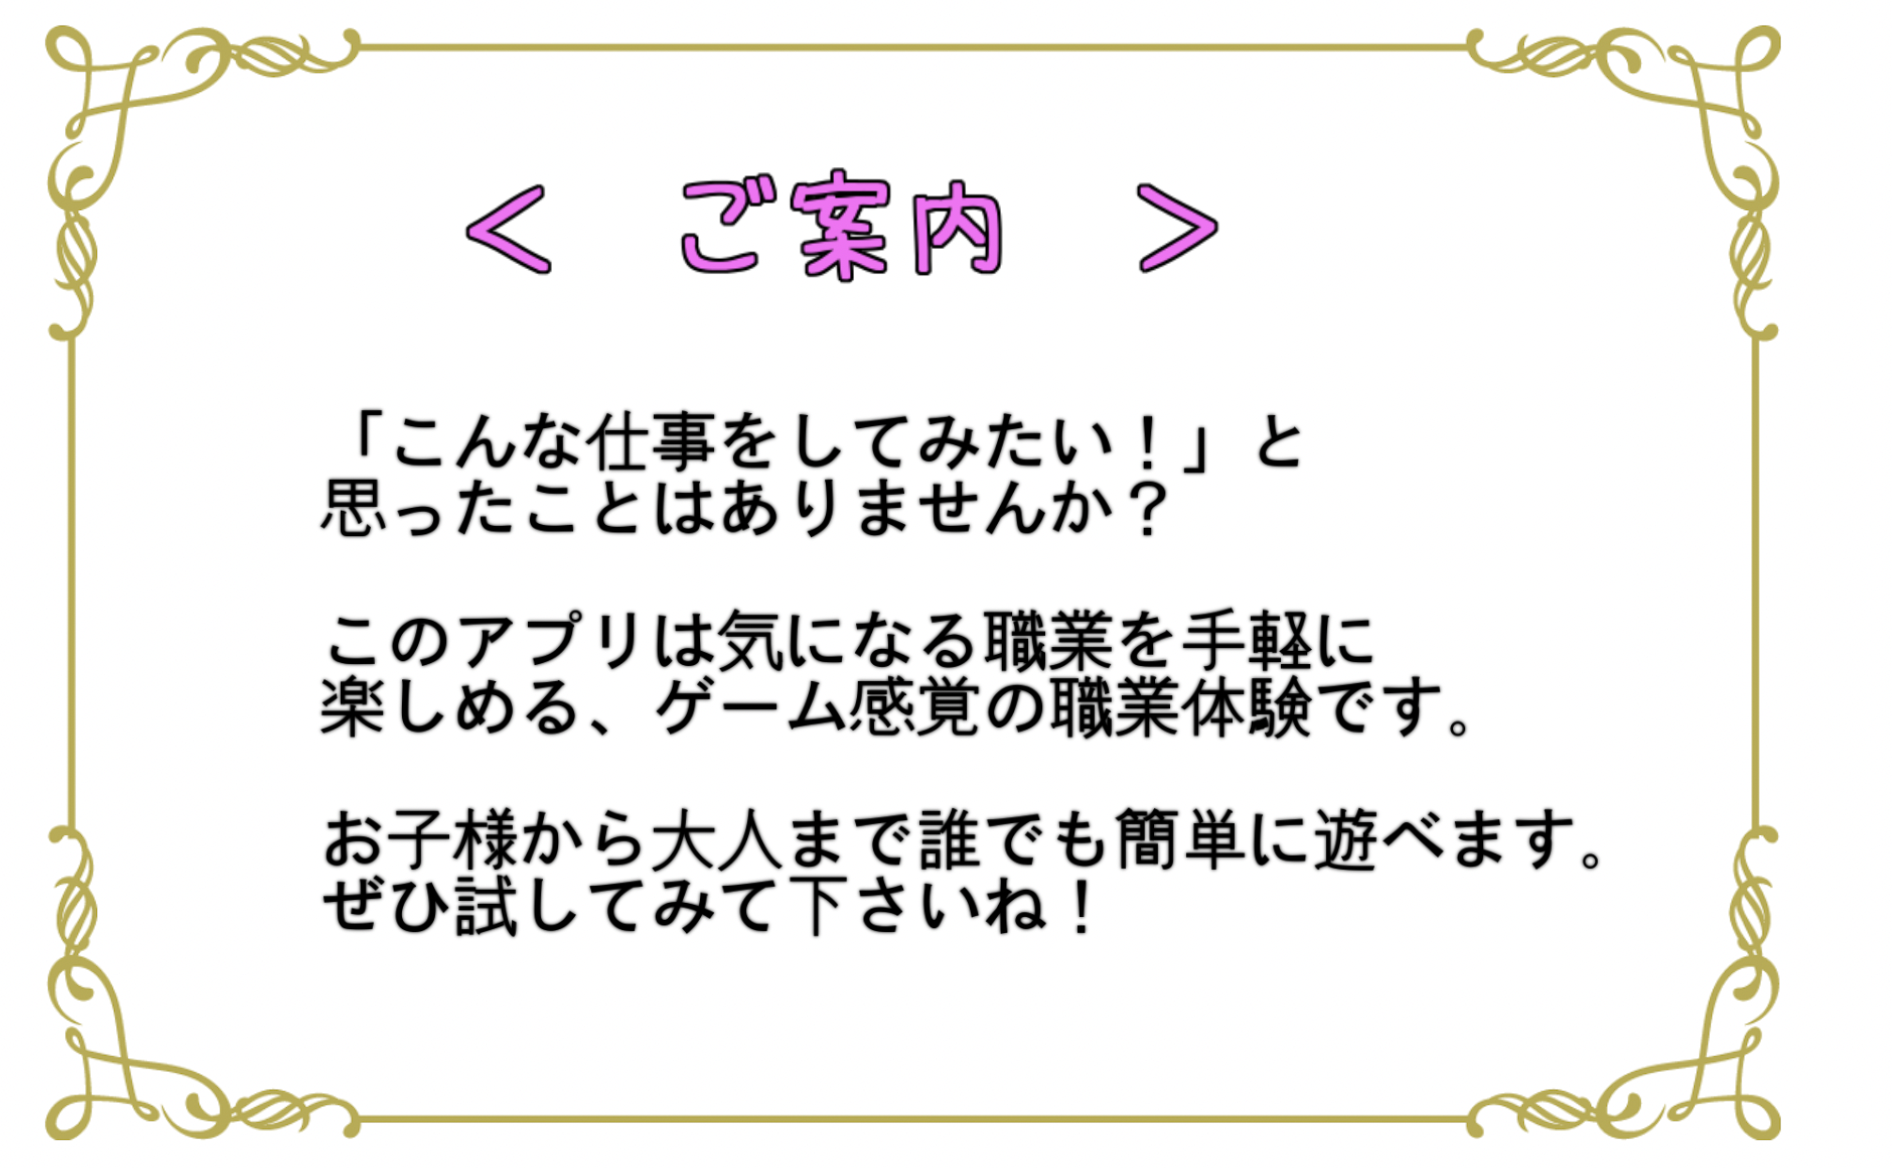 ＜　ご案内　＞
「こんな仕事をしてみたい！」と
思ったことはありませんか？
このアプリは気になる職業を手軽に
楽しめる、ゲーム感覚の職業体験です。
お子様から大人まで誰でも簡単に遊べます。
ぜひ試してみて下さいね！